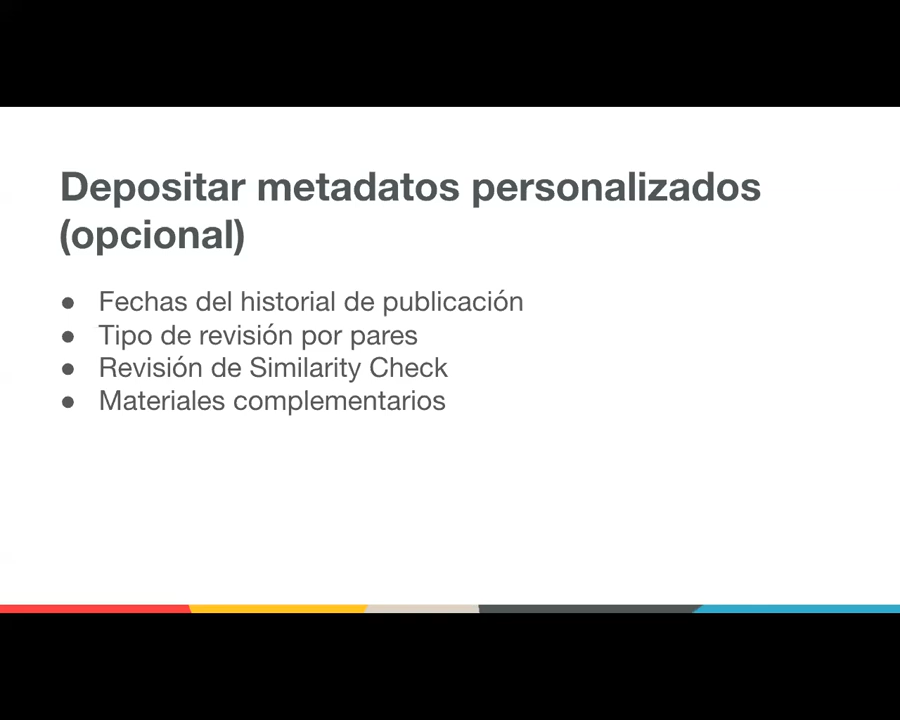 Depositar metadatos personalizados
(opcional)
● Fechas del historial de publicación
● Tipo de revisión por pares
● Revisión de Similarity Check
● Materiales complementarios